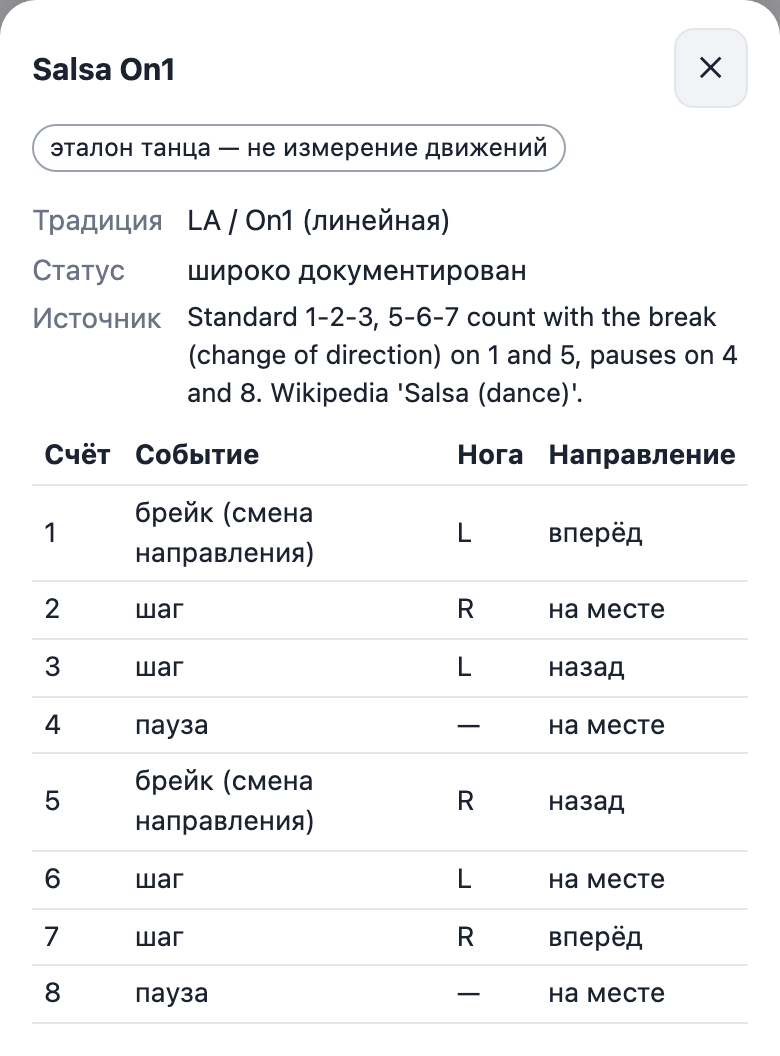 Salsa On1
эталон танца — не измерение движений
Традиция LA / On1 (линейная)
Статус широко документирован
Источник Standard 1-2-3, 5-6-7 count with the break
(change of direction) on 1 and 5, pauses on 4
and 8. Wikipedia 'Salsa (dance)'.
Счёт Событие Нога Направление
1 брейк (смена направления) L вперёд
2 шаг R на месте
3 шаг L назад
4 пауза — на месте
5 брейк (смена направления) R назад
6 шаг L на месте
7 шаг R вперёд
8 пауза — на месте